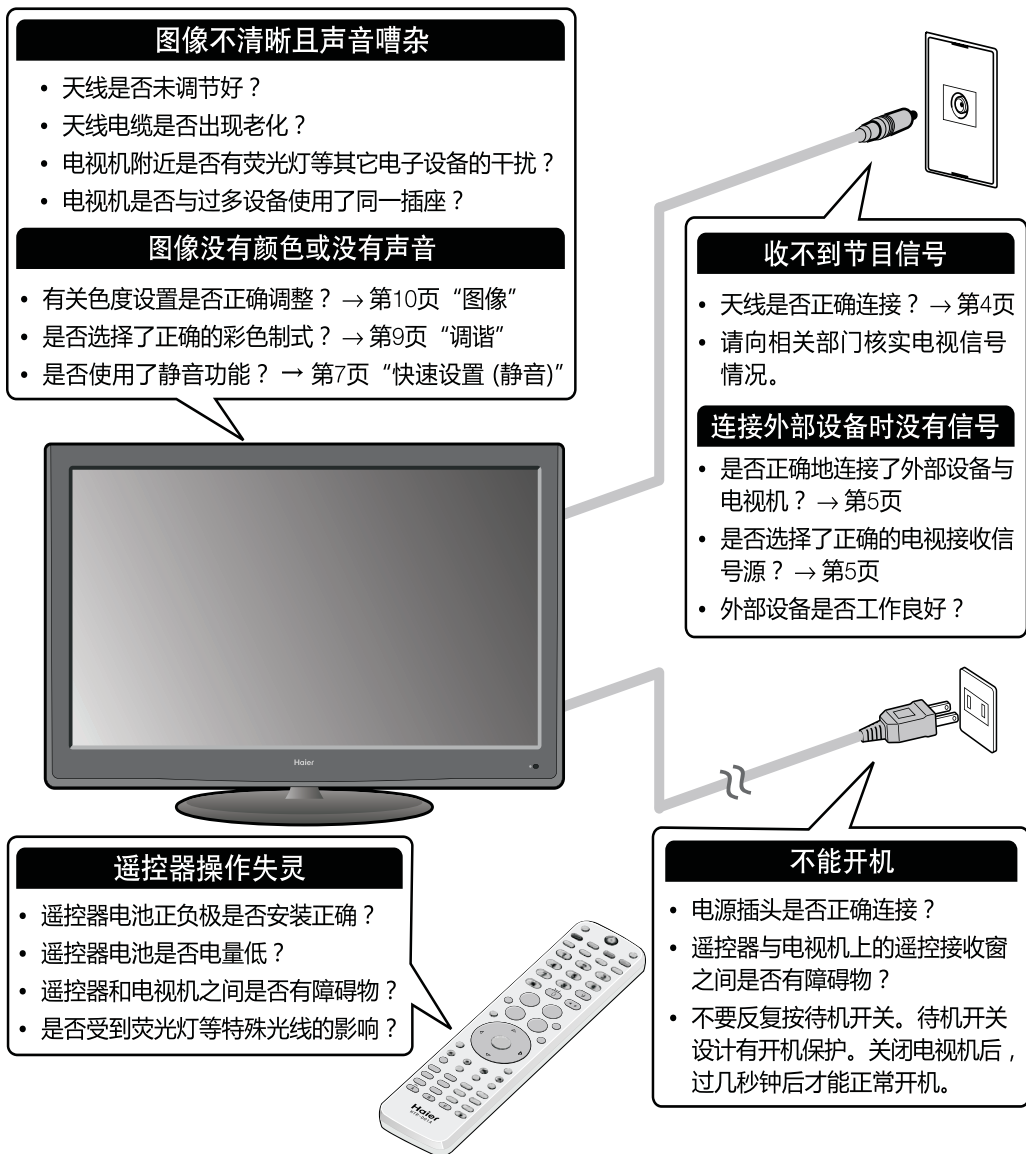 图像不清晰且声音嘈杂
• 天线是否未调节好？
• 天线电缆是否出现老化？
• 电视机附近是否有荧光灯等其它电子设备的干扰？
• 电视机是否与过多设备使用了同一插座？
图像没有颜色或没有声音
• 有关色度设置是否正确调整？→ 第10页“图像”
• 是否选择了正确的彩色制式？→ 第9页“调谐”
• 是否使用了静音功能？ → 第7页“快速设置 (静音)”
收不到节目信号
• 天线是否正确连接？→ 第4页
• 请向相关部门核实电视信号
情况。
连接外部设备时没有信号
• 是否正确地连接了外部设备与
电视机？→ 第5页
• 是否选择了正确的电视接收信
号源？→ 第5页
• 外部设备是否工作良好？
Haier
遥控器操作失灵
• 遥控器电池正负极是否安装正确？
• 遥控器电池是否电量低？
• 遥控器和电视机之间是否有障碍物？
• 是否受到荧光灯等特殊光线的影响？
Haier
不能开机
• 电源插头是否正确连接？
• 遥控器与电视机上的遥控接收窗
之间是否有障碍物？
• 不要反复按待机开关。待机开关
设计有开机保护。关闭电视机后，
过几秒钟后才能正常开机。